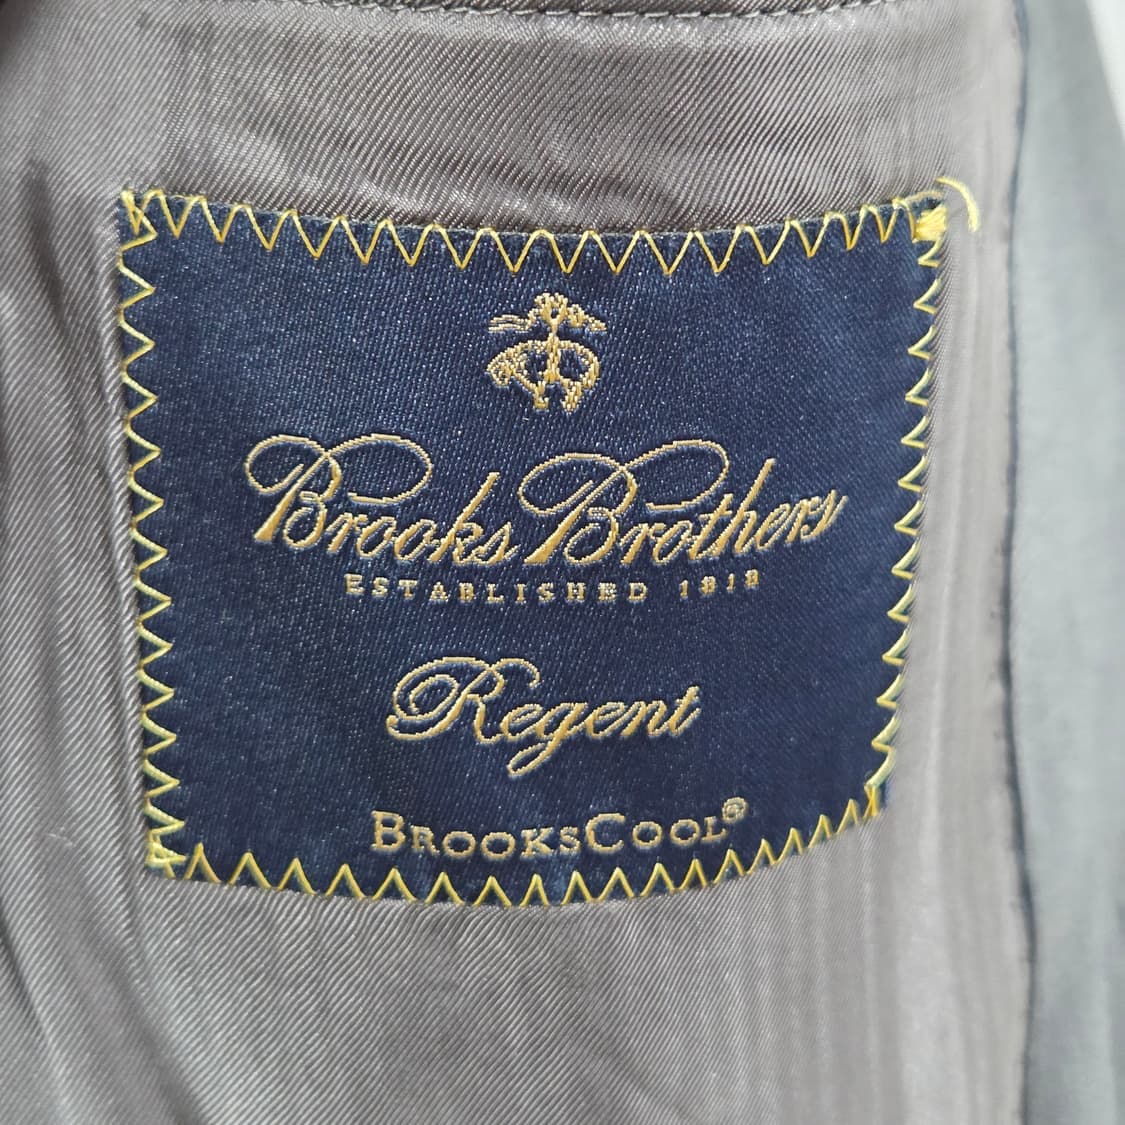 Brooks Brothers
ESTABLISHED 1818
Regent
BROOKSCOOL®